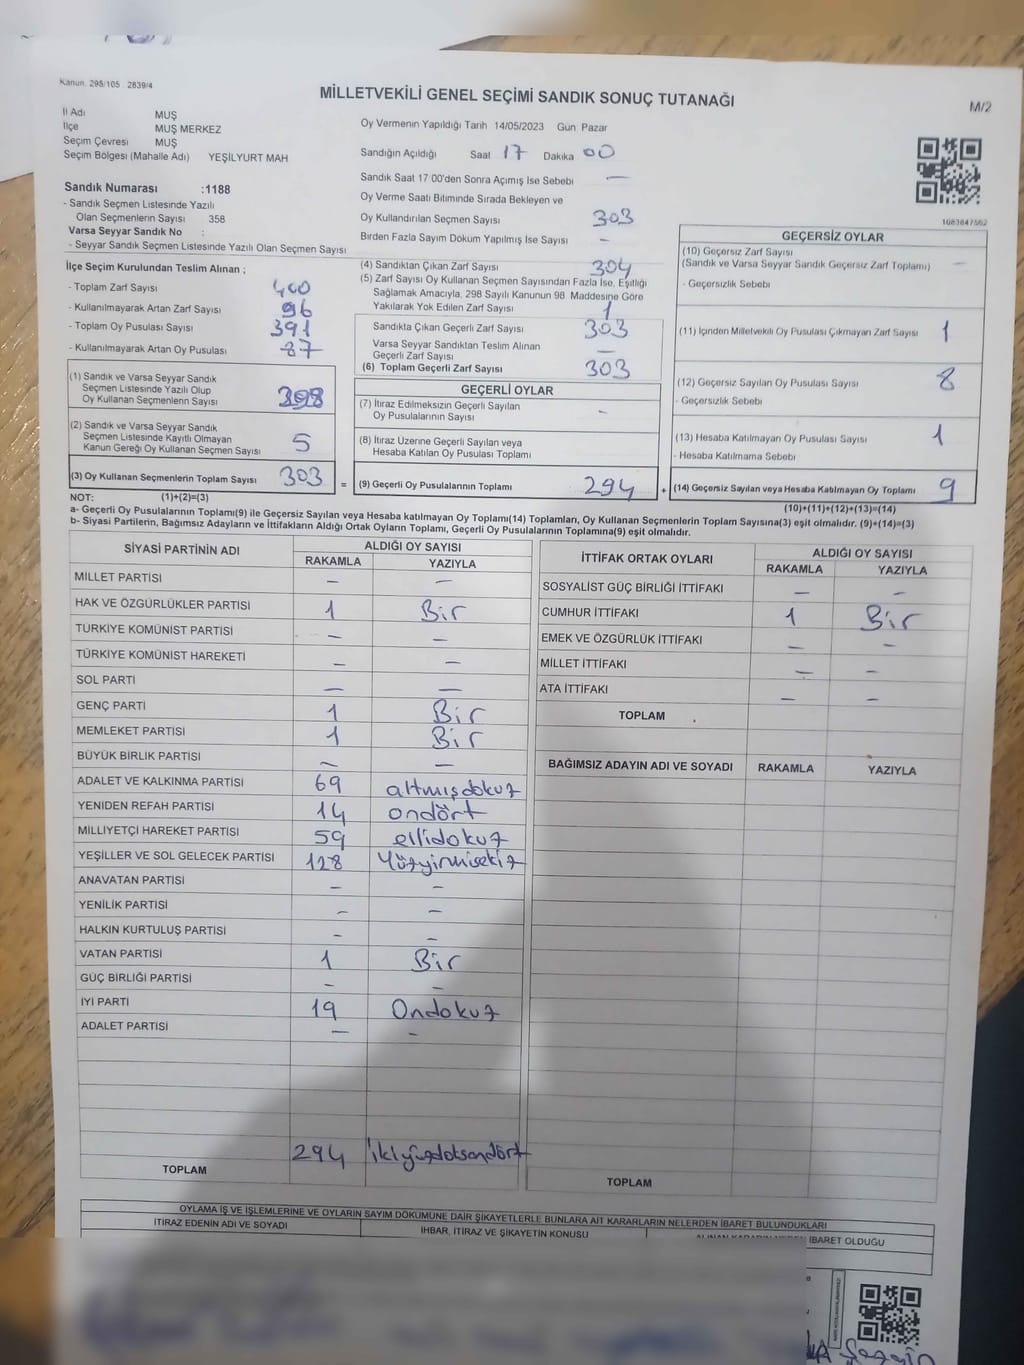 Kanun. 298/105 . 2839/4
MİLLETVEKİLİ GENEL SEÇİMİ SANDIK SONUÇ TUTANAĞI
M/2
İl Adı MUŞ
İlçe MUŞ MERKEZ
Seçim Çevresi MUŞ
Seçim Bölgesi (Mahalle Adı) YEŞİLYURT MAH
Sandık Numarası :1188
- Sandık Seçmen Listesinde Yazılı
Olan Seçmenlerin Sayısı 358
Varsa Seyyar Sandık No :
- Seyyar Sandık Seçmen Listesinde Yazılı Olan Seçmen Sayısı
Oy Vermenin Yapıldığı Tarih 14/05/2023 Gün Pazar
Sandığın Açıldığı Saat 17 Dakika 00
Sandık Saat 17:00'den Sonra Açımış İse Sebebi —
Oy Verme Saati Bitiminde Sırada Bekleyen ve
Oy Kullandırılan Seçmen Sayısı 303
Birden Fazla Sayım Döküm Yapılmış İse Sayısı -
1083847562
İlçe Seçim Kurulundan Teslim Alınan ;
- Toplam Zarf Sayısı 400
- Kullanılmayarak Artan Zarf Sayısı 96
- Toplam Oy Pusulası Sayısı 391
- Kullanılmayarak Artan Oy Pusulası 87
(1) Sandık ve Varsa Seyyar Sandık
Seçmen Listesinde Yazılı Olup
Oy Kullanan Seçmenlerin Sayısı 298
(2) Sandık ve Varsa Seyyar Sandık
Seçmen Listesinde Kayıtlı Olmayan
Kanun Gereği Oy Kullanan Seçmen Sayısı 5
(3) Oy Kullanan Seçmenlerin Toplam Sayısı 303
(4) Sandıktan Çıkan Zarf Sayısı 304
(5) Zarf Sayısı Oy Kullanan Seçmen Sayısından Fazla İse, Eşitliği
Sağlamak Amacıyla, 298 Sayılı Kanunun 98. Maddesine Göre
Yakılarak Yok Edilen Zarf Sayısı 1
Sandıkta Çıkan Geçerli Zarf Sayısı 303
Varsa Seyyar Sandıktan Teslim Alınan
Geçerli Zarf Sayısı —
(6) Toplam Geçerli Zarf Sayısı 303
GEÇERLİ OYLAR
(7) İtiraz Edilmeksizin Geçerli Sayılan
Oy Pusulalarının Sayısı -
(8) İtiraz Üzerine Geçerli Sayılan veya
Hesaba Katılan Oy Pusulası Toplamı
= (9) Geçerli Oy Pusulalarının Toplamı 294
GEÇERSİZ OYLAR
(10) Geçersiz Zarf Sayısı
(Sandık ve Varsa Seyyar Sandık Geçersiz Zarf Toplamı) —
- Geçersizlik Sebebi
(11) İçinden Milletvekili Oy Pusulası Çıkmayan Zarf Sayısı 1
(12) Geçersiz Sayılan Oy Pusulası Sayısı 8
- Geçersizlik Sebebi
(13) Hesaba Katılmayan Oy Pusulası Sayısı 1
- Hesaba Katılmama Sebebi
+ (14) Geçersiz Sayılan veya Hesaba Katılmayan Oy Toplamı 9
NOT: (1)+(2)=(3)
(10)+(11)+(12)+(13)=(14)
a- Geçerli Oy Pusulalarının Toplamı(9) ile Geçersiz Sayılan veya Hesaba katılmayan Oy Toplamı(14) Toplamları, Oy Kullanan Seçmenlerin Toplam Sayısına(3) eşit olmalıdır. (9)+(14)=(3)
b- Siyasi Partilerin, Bağımsız Adayların ve İttifakların Aldığı Ortak Oyların Toplamı, Geçerli Oy Pusulalarının Toplamına(9) eşit olmalıdır.
SİYASİ PARTİNİN ADI
ALDIĞI OY SAYISI
RAKAMLA YAZIYLA
MİLLET PARTİSİ — —
HAK VE ÖZGÜRLÜKLER PARTİSİ 1 Bir
TÜRKİYE KOMÜNİST PARTİSİ — —
TÜRKİYE KOMÜNİST HAREKETİ — —
SOL PARTİ — —
GENÇ PARTİ 1 Bir
MEMLEKET PARTİSİ 1 Bir
BÜYÜK BİRLİK PARTİSİ — —
ADALET VE KALKINMA PARTİSİ 69 altmışdokuz
YENİDEN REFAH PARTİSİ 14 ondört
MİLLİYETÇİ HAREKET PARTİSİ 59 ellidokuz
YEŞİLLER VE SOL GELECEK PARTİSİ 128 Yüzyirmisekiz
ANAVATAN PARTİSİ — —
YENİLİK PARTİSİ — —
HALKIN KURTULUŞ PARTİSİ — —
VATAN PARTİSİ 1 Bir
GÜÇ BİRLİĞİ PARTİSİ — —
İYİ PARTİ 19 Ondokuz
ADALET PARTİSİ — —
TOPLAM 294 ikiyüzdoksandört
İTTİFAK ORTAK OYLARI
ALDIĞI OY SAYISI
RAKAMLA YAZIYLA
SOSYALİST GÜÇ BİRLİĞİ İTTİFAKI — —
CUMHUR İTTİFAKI 1 Bir
EMEK VE ÖZGÜRLÜK İTTİFAKI — —
MİLLET İTTİFAKI — —
ATA İTTİFAKI — —
TOPLAM
BAĞIMSIZ ADAYIN ADI VE SOYADI RAKAMLA YAZIYLA
TOPLAM
OYLAMA İŞ VE İŞLEMLERİNE VE OYLARIN SAYIM DÖKÜMÜNE DAİR ŞİKAYETLERLE BUNLARA AİT KARARLARIN NELERDEN İBARET BULUNDUKLARI
İTİRAZ EDENİN ADI VE SOYADI İHBAR, İTİRAZ VE ŞİKAYETİN KONUSU İBARET OLDUĞU